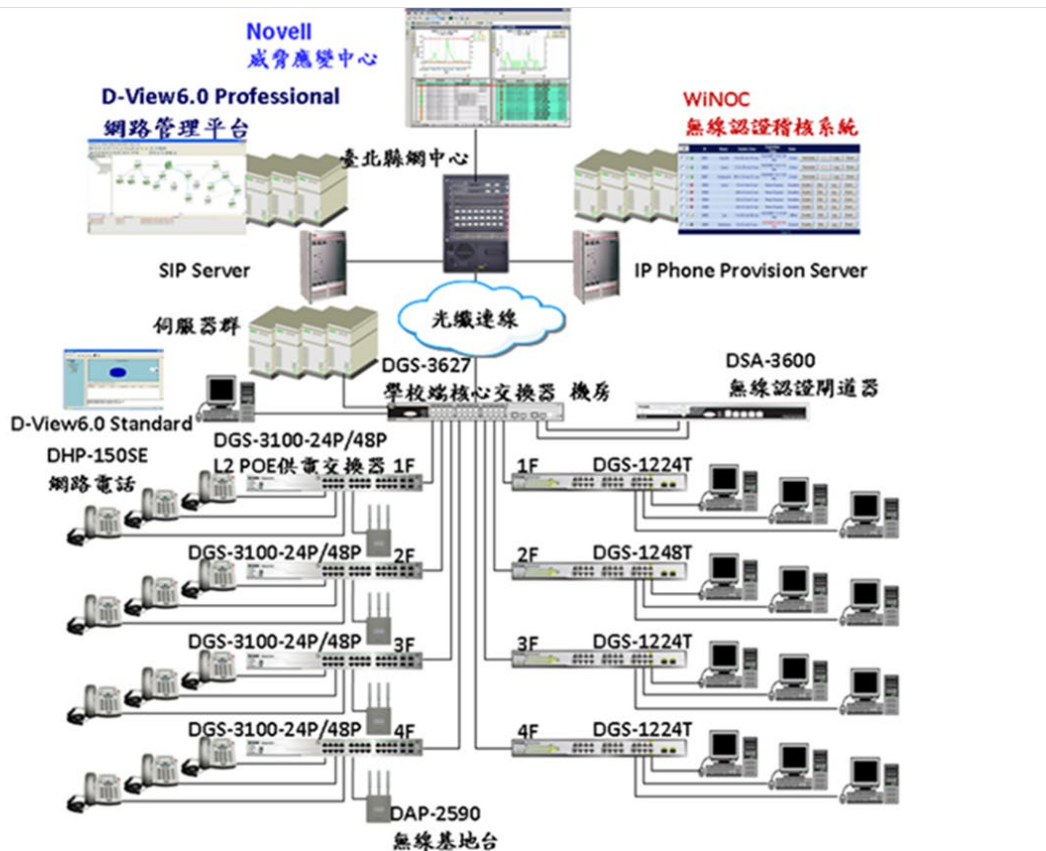 Novell
威脅應變中心
D-View6.0 Professional
網路管理平台
WiNOC
無線認證稽核系統
臺北縣網中心
SIP Server
IP Phone Provision Server
光纖連線
伺服器群
DGS-3627
學校端核心交換器 機房
DSA-3600
無線認證閘道器
D-View6.0 Standard
DHP-150SE
網路電話
DGS-3100-24P/48P
L2 POE供電交換器 1F
1F DGS-1224T
DGS-3100-24P/48P 2F
2F DGS-1248T
DGS-3100-24P/48P 3F
3F DGS-1224T
DGS-3100-24P/48P 4F
4F DGS-1224T
DAP-2590
無線基地台